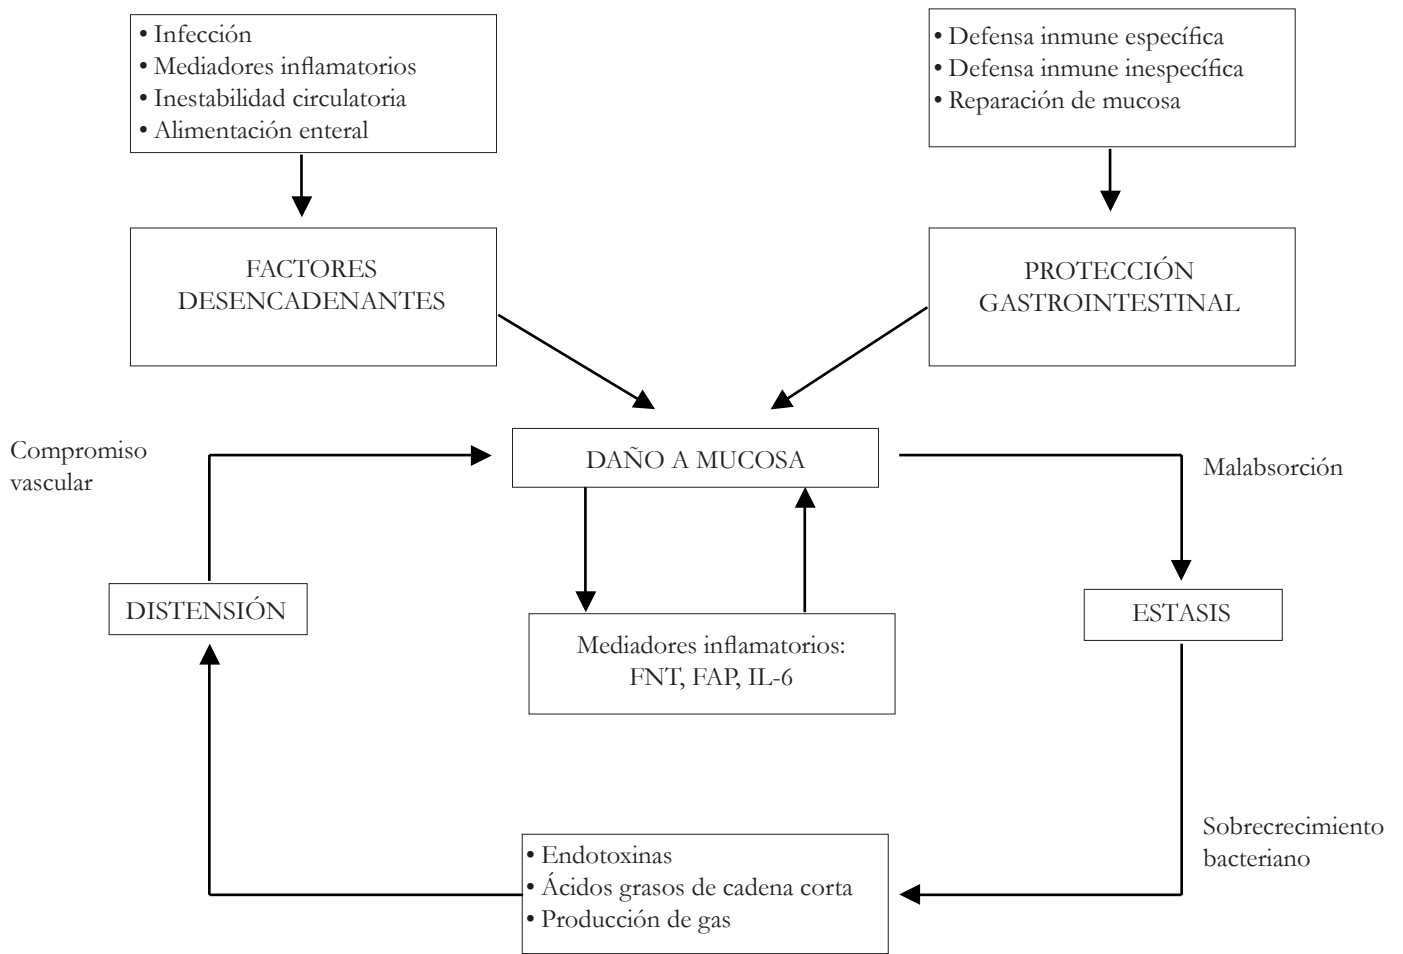 • Infección
• Mediadores inflamatorios
• Inestabilidad circulatoria
• Alimentación enteral
• Defensa inmune específica
• Defensa inmune inespecífica
• Reparación de mucosa
FACTORES
DESENCADENANTES
PROTECCIÓN
GASTROINTESTINAL
Compromiso
vascular
DAÑO A MUCOSA
Malabsorción
DISTENSIÓN
Mediadores inflamatorios:
FNT, FAP, IL-6
ESTASIS
Sobrecrecimiento
bacteriano
• Endotoxinas
• Ácidos grasos de cadena corta
• Producción de gas